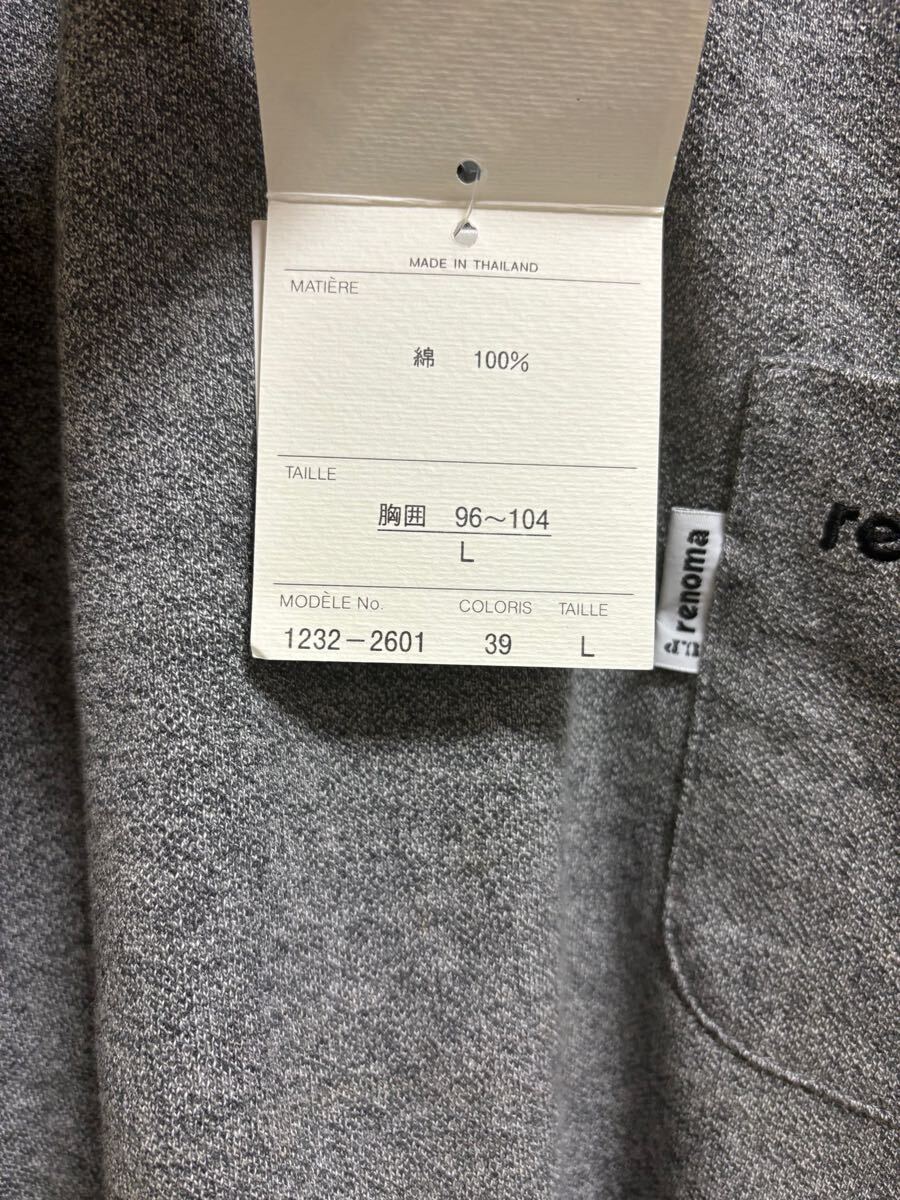 MADE IN THAILAND
MATIÈRE
綿 100%
TAILLE
胸囲 96〜104
L
MODÈLE No. COLORIS TAILLE
1232-2601 39 L
renoma
re